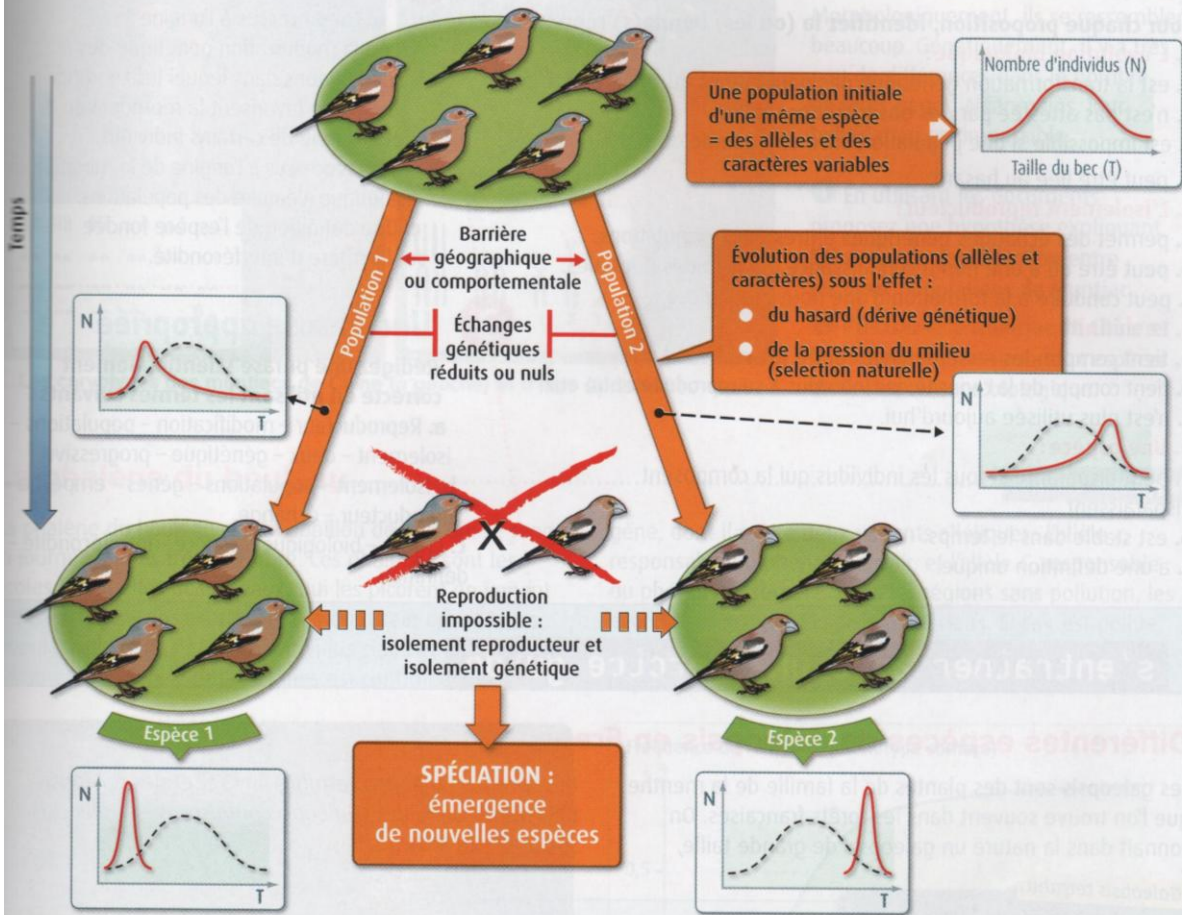 Temps
Une population initiale
d'une même espèce
= des allèles et des
caractères variables
Nombre d'individus (N)
Taille du bec (T)
Population 1
Barrière
géographique
ou comportementale
Échanges
génétiques
réduits ou nuls
Population 2
Évolution des populations (allèles et
caractères) sous l'effet :
du hasard (dérive génétique)
de la pression du milieu
(selection naturelle)
N
T
N
T
X
Reproduction
impossible :
isolement reproducteur et
isolement génétique
Espèce 1
Espèce 2
SPÉCIATION :
émergence
de nouvelles espèces
N
T
N
T